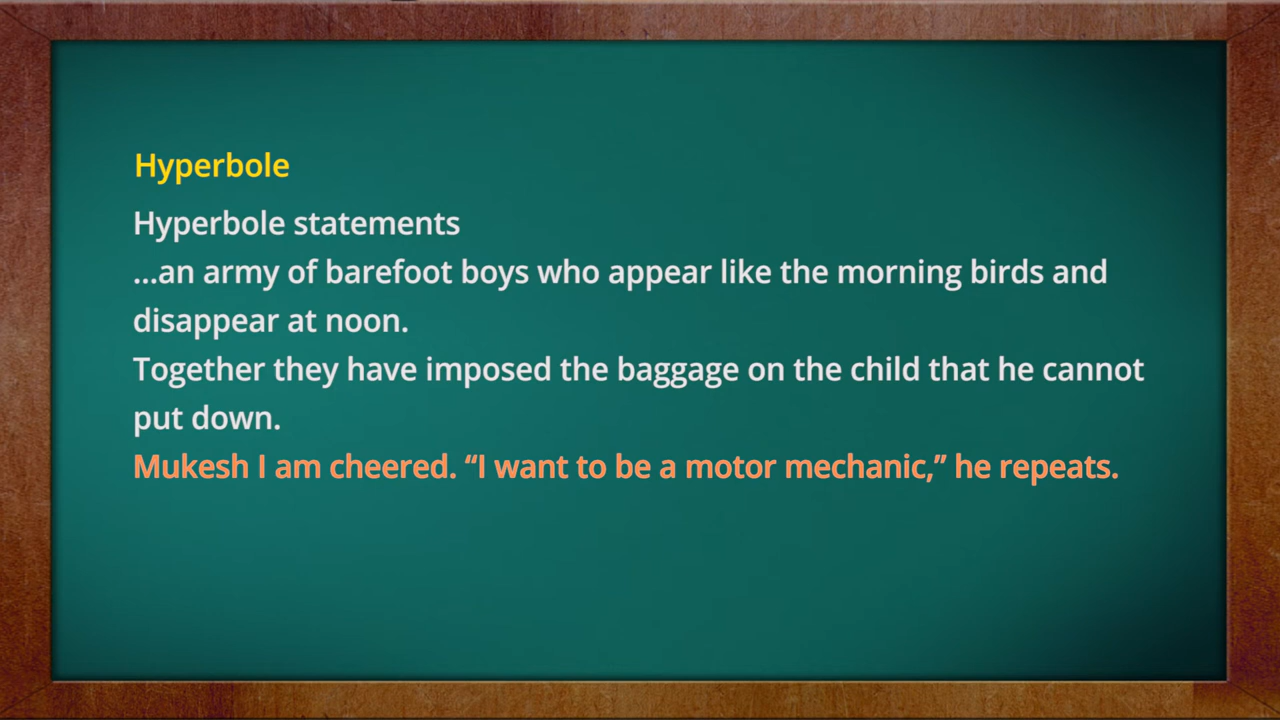 Hyperbole
Hyperbole statements
...an army of barefoot boys who appear like the morning birds and
disappear at noon.
Together they have imposed the baggage on the child that he cannot
put down.
Mukesh I am cheered. “I want to be a motor mechanic,” he repeats.